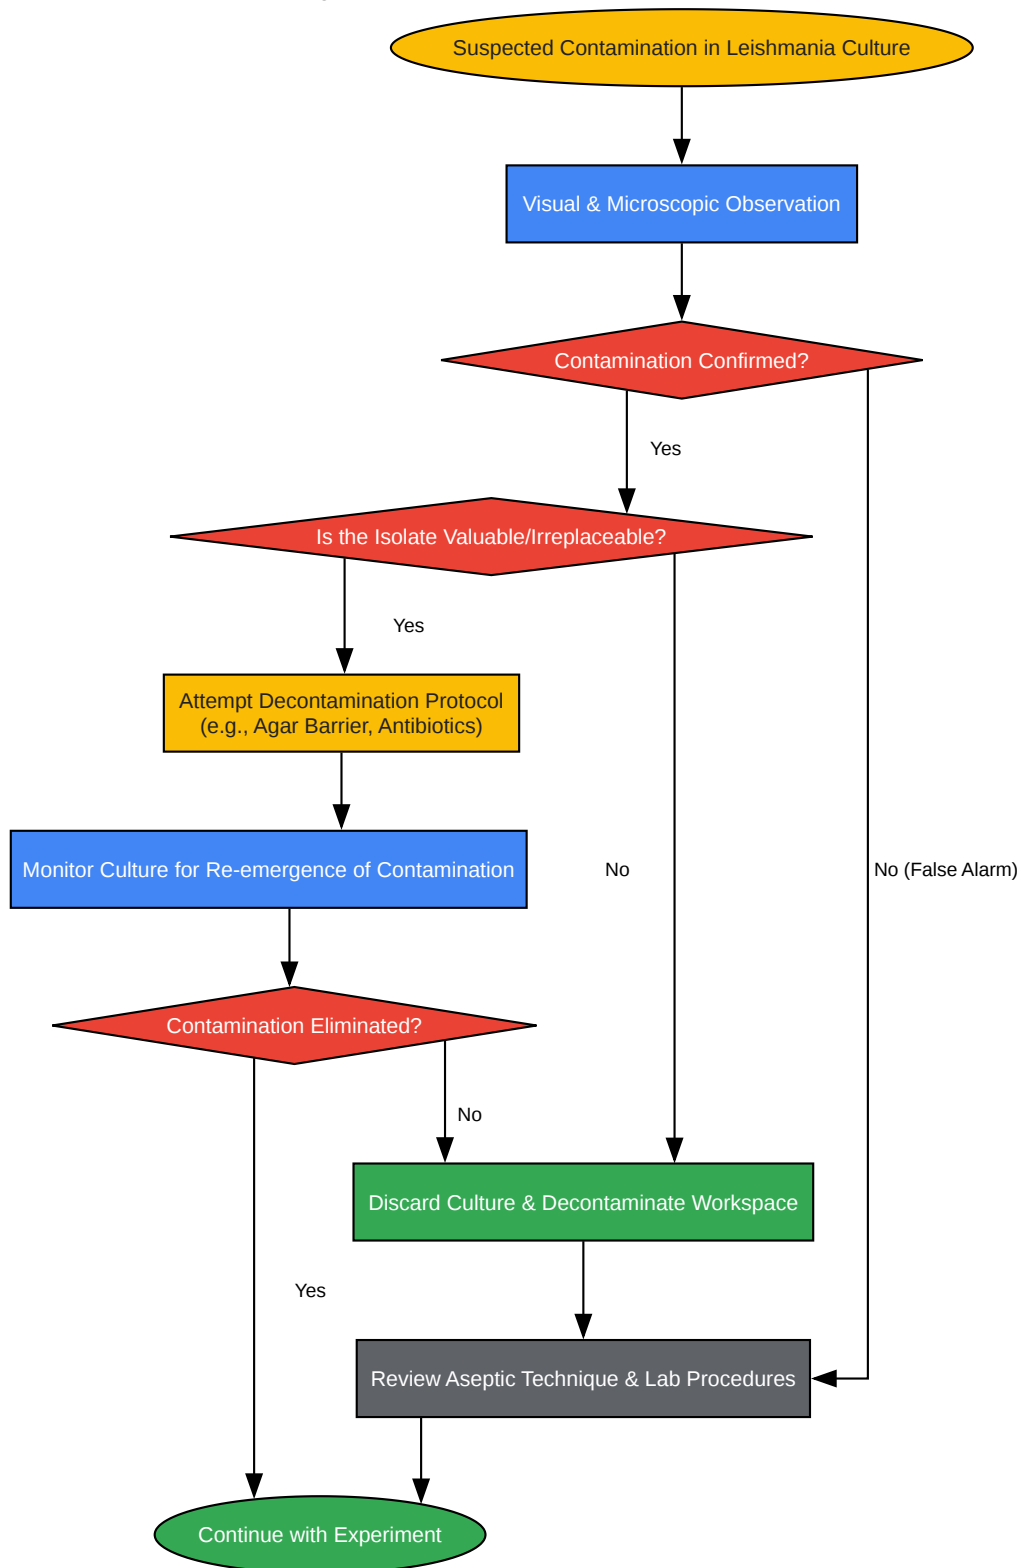 Suspected Contamination in Leishmania Culture
Visual & Microscopic Observation
Contamination Confirmed?
Yes
Is the Isolate Valuable/Irreplaceable?
Yes
Attempt Decontamination Protocol
(e.g., Agar Barrier, Antibiotics)
Monitor Culture for Re-emergence of Contamination
No
No (False Alarm)
Contamination Eliminated?
No
Discard Culture & Decontaminate Workspace
Yes
Review Aseptic Technique & Lab Procedures
Continue with Experiment